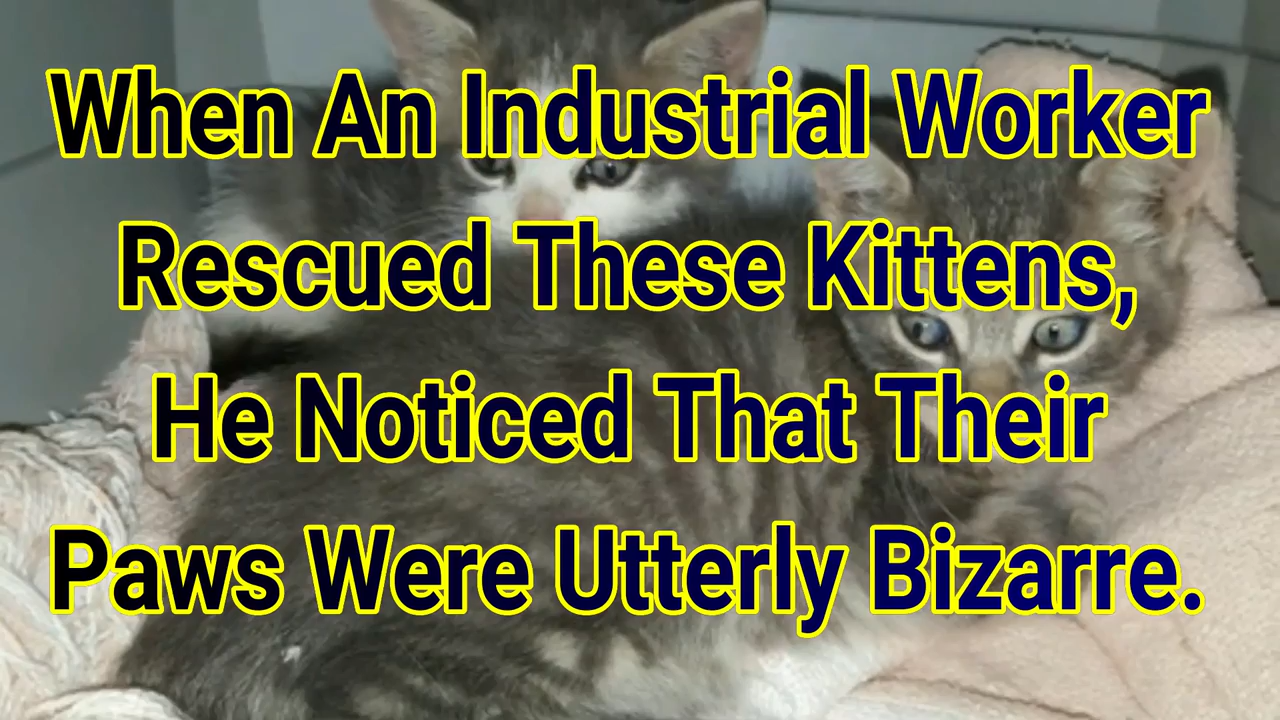 When An Industrial Worker
Rescued These Kittens,
He Noticed That Their
Paws Were Utterly Bizarre.